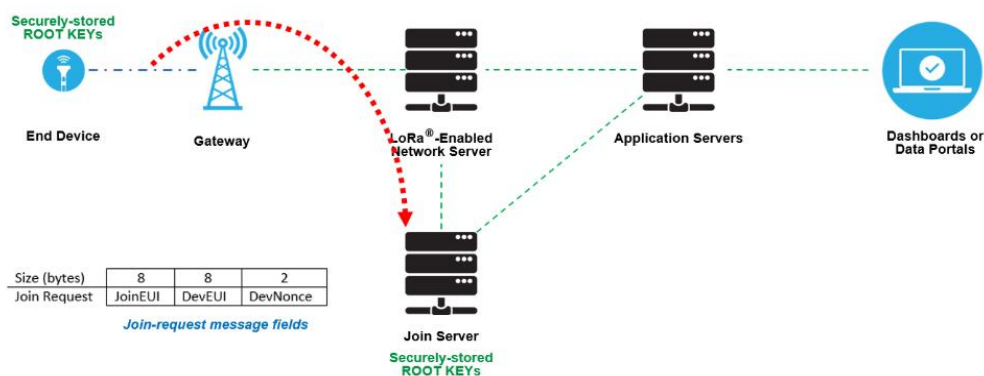 Securely-stored
ROOT KEYs
End Device
Gateway
LoRa®-Enabled
Network Server
Application Servers
Dashboards or
Data Portals
Size (bytes) 8 8 2
Join Request JoinEUI DevEUI DevNonce
Join-request message fields
Join Server
Securely-stored
ROOT KEYs